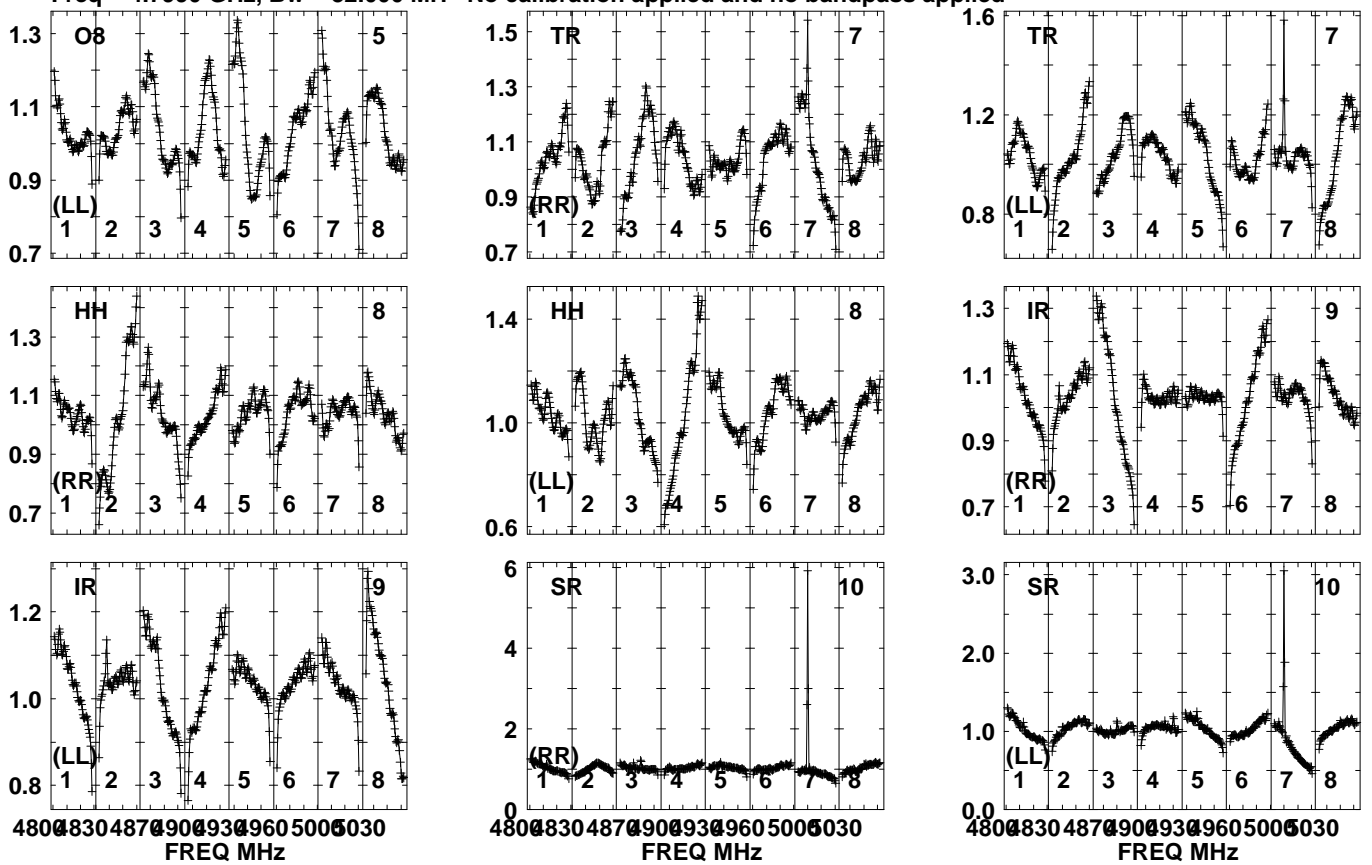 Freq GHz, Bw = 32.000 MH No calibration applied and no bandpass applied
O8 5
1.3
1.1
0.9
0.7
(LL)
1 2 3 4 5 6 7 8
TR 7
1.5
1.3
1.1
0.9
0.7
(RR)
1 2 3 4 5 6 7 8
TR 7
1.6
1.2
0.8
(LL)
1 2 3 4 5 6 7 8
HH 8
1.3
1.1
0.9
0.7
(RR)
1 2 3 4 5 6 7 8
HH 8
1.4
1.0
0.6
(LL)
1 2 3 4 5 6 7 8
IR 9
1.3
1.1
0.9
0.7
(RR)
1 2 3 4 5 6 7 8
IR 9
1.2
1.0
0.8
(LL)
1 2 3 4 5 6 7 8
4800 4830 4870 4900 4930 4960 5000 5030
FREQ MHz
SR 10
6
4
2
0
(RR)
1 2 3 4 5 6 7 8
4800 4830 4870 4900 4930 4960 5000 5030
FREQ MHz
SR 10
3.0
2.0
1.0
0.0
(LL)
1 2 3 4 5 6 7 8
4800 4830 4870 4900 4930 4960 5000 5030
FREQ MHz